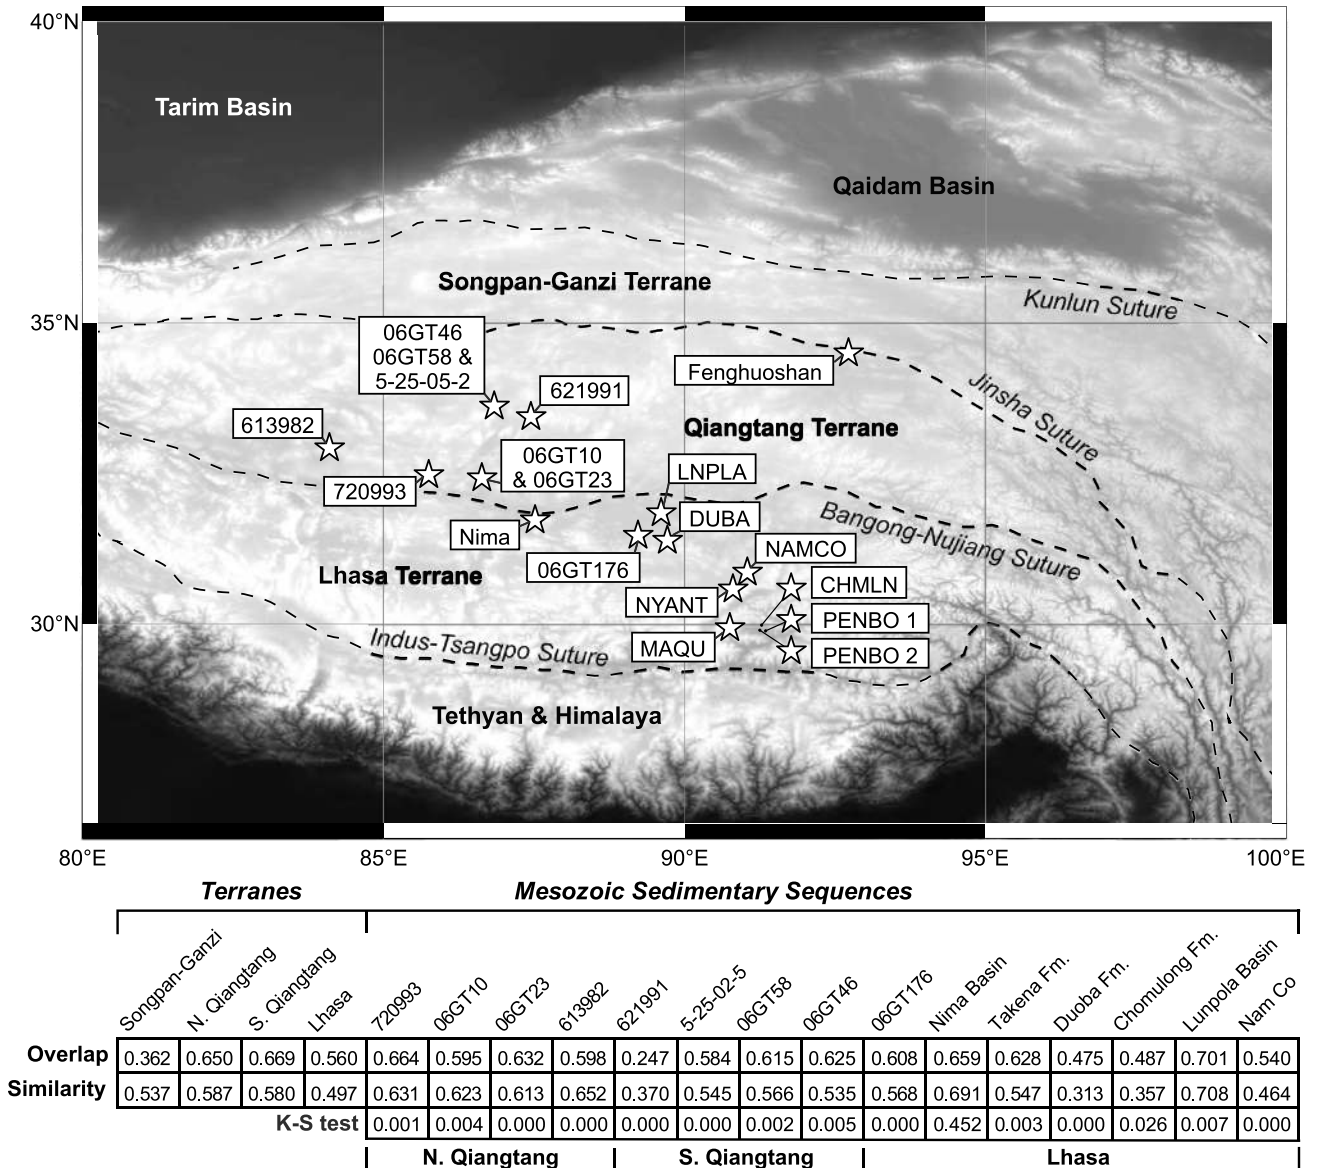 40°N
Tarim Basin
Qaidam Basin
Songpan-Ganzi Terrane
Kunlun Suture
35°N
06GT46
06GT58 &
5-25-05-2
Fenghuoshan
621991
Jinsha Suture
613982
Qiangtang Terrane
06GT10
& 06GT23
LNPLA
720993
DUBA
Nima
Bangong-Nujiang Suture
NAMCO
06GT176
Lhasa Terrane
CHMLN
NYANT
PENBO 1
30°N
MAQU
PENBO 2
Indus-Tsangpo Suture
Tethyan & Himalaya
80°E 85°E 90°E 95°E 100°E
Terranes Mesozoic Sedimentary Sequences
Songpan-Ganzi N. Qiangtang S. Qiangtang Lhasa 720993 06GT10 06GT23 613982 621991 5-25-02-5 06GT58 06GT46 06GT176 Nima Basin Takena Fm. Duoba Fm. Chomulong Fm. Lunpola Basin Nam Co
Overlap 0.362 0.650 0.669 0.560 0.664 0.595 0.632 0.598 0.247 0.584 0.615 0.625 0.608 0.659 0.628 0.475 0.487 0.701 0.540
Similarity 0.537 0.587 0.580 0.497 0.631 0.623 0.613 0.652 0.370 0.545 0.566 0.535 0.568 0.691 0.547 0.313 0.357 0.708 0.464
K-S test 0.001 0.004 0.000 0.000 0.000 0.000 0.002 0.005 0.000 0.452 0.003 0.000 0.026 0.007 0.000
N. Qiangtang S. Qiangtang Lhasa